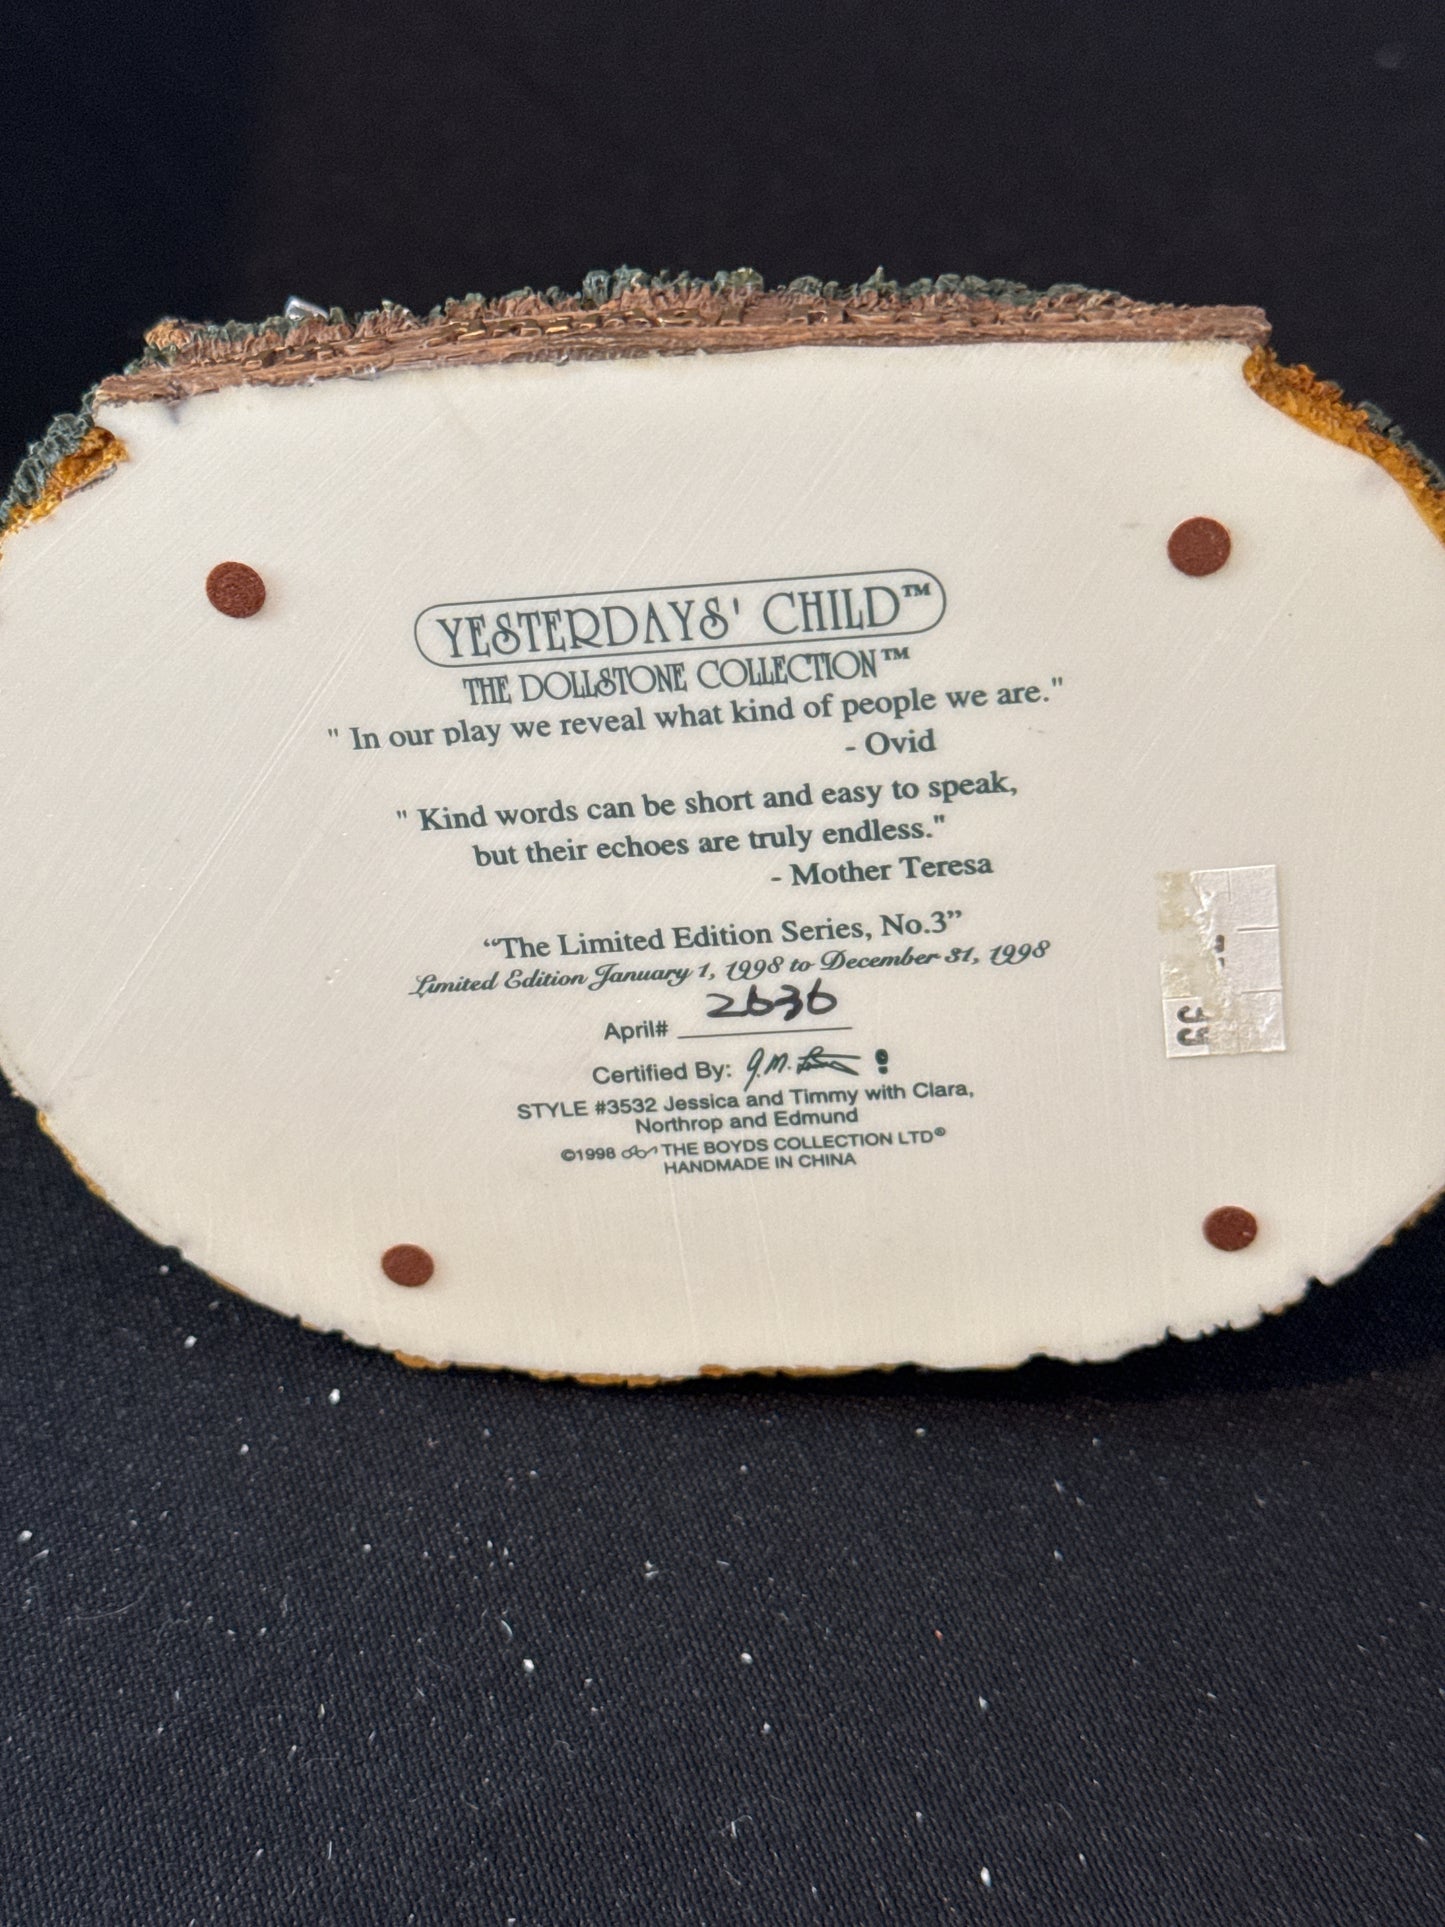 YESTERDAYS' CHILD™
THE DOLLSTONE COLLECTION™
" In our play we reveal what kind of people we are."
- Ovid
" Kind words can be short and easy to speak,
but their echoes are truly endless."
- Mother Teresa
“The Limited Edition Series, No.3”
Limited Edition January 1, 1998 to December 31, 1998
April# 2636
Certified By:
STYLE #3532 Jessica and Timmy with Clara,
Northrop and Edmund
©1998 THE BOYDS COLLECTION LTD®
HANDMADE IN CHINA